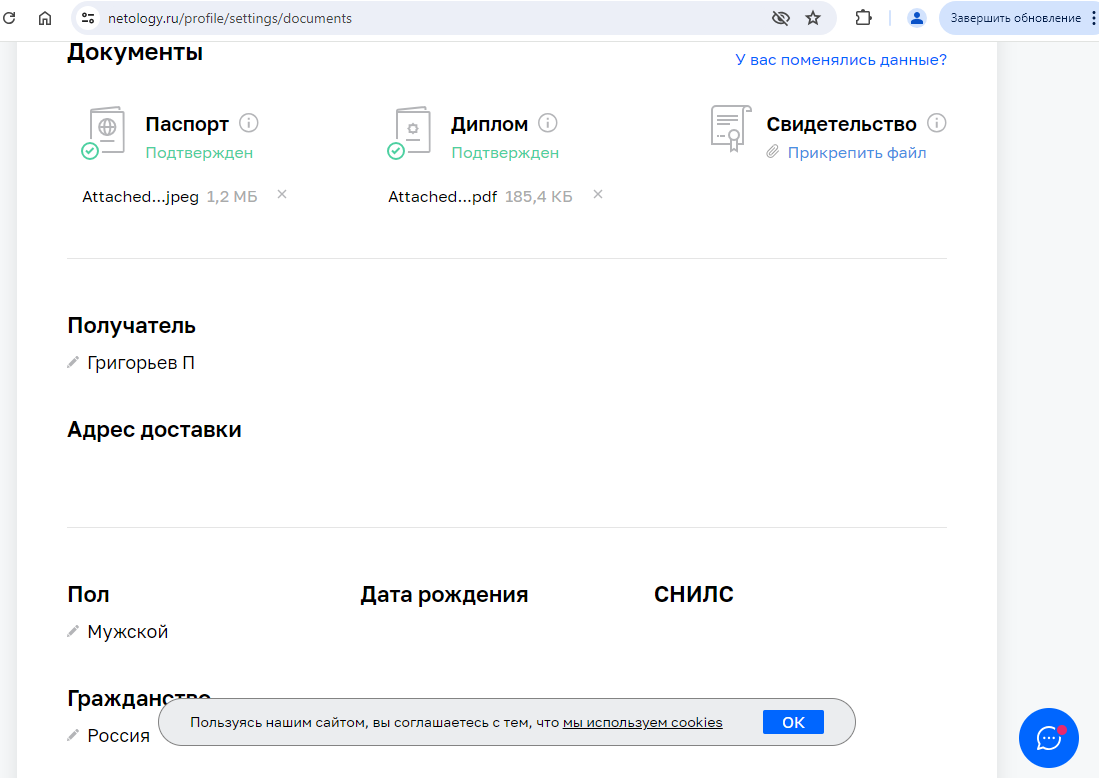 netology.ru/profile/settings/documents
Завершить обновление
Документы
У вас поменялись данные?
Паспорт
Подтвержден
Диплом
Подтвержден
Свидетельство
Прикрепить файл
Attached...jpeg 1,2 МБ
Attached...pdf 185,4 КБ
Получатель
Григорьев П
Адрес доставки
Пол
Дата рождения
СНИЛС
Мужской
Гражданство
Россия
Пользуясь нашим сайтом, вы соглашаетесь с тем, что мы используем cookies
ОК